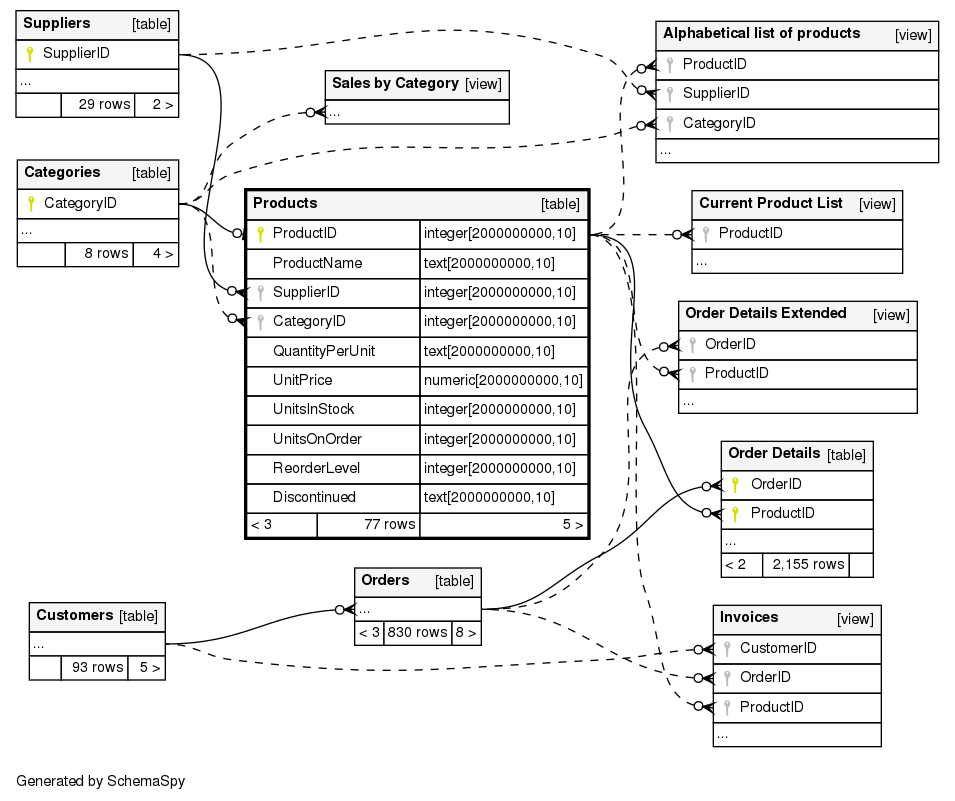 Suppliers [table]
SupplierID
...
29 rows 2 >
Categories [table]
CategoryID
...
8 rows 4 >
Sales by Category [view]
...
Products [table]
ProductID integer[2000000000,10]
ProductName text[2000000000,10]
SupplierID integer[2000000000,10]
CategoryID integer[2000000000,10]
QuantityPerUnit text[2000000000,10]
UnitPrice numeric[2000000000,10]
UnitsInStock integer[2000000000,10]
UnitsOnOrder integer[2000000000,10]
ReorderLevel integer[2000000000,10]
Discontinued text[2000000000,10]
< 3 77 rows 5 >
Alphabetical list of products [view]
ProductID
SupplierID
CategoryID
...
Current Product List [view]
ProductID
...
Order Details Extended [view]
OrderID
ProductID
...
Order Details [table]
OrderID
ProductID
...
< 2 2,155 rows
Orders [table]
...
< 3 830 rows 8 >
Customers [table]
...
93 rows 5 >
Invoices [view]
CustomerID
OrderID
ProductID
...
Generated by SchemaSpy